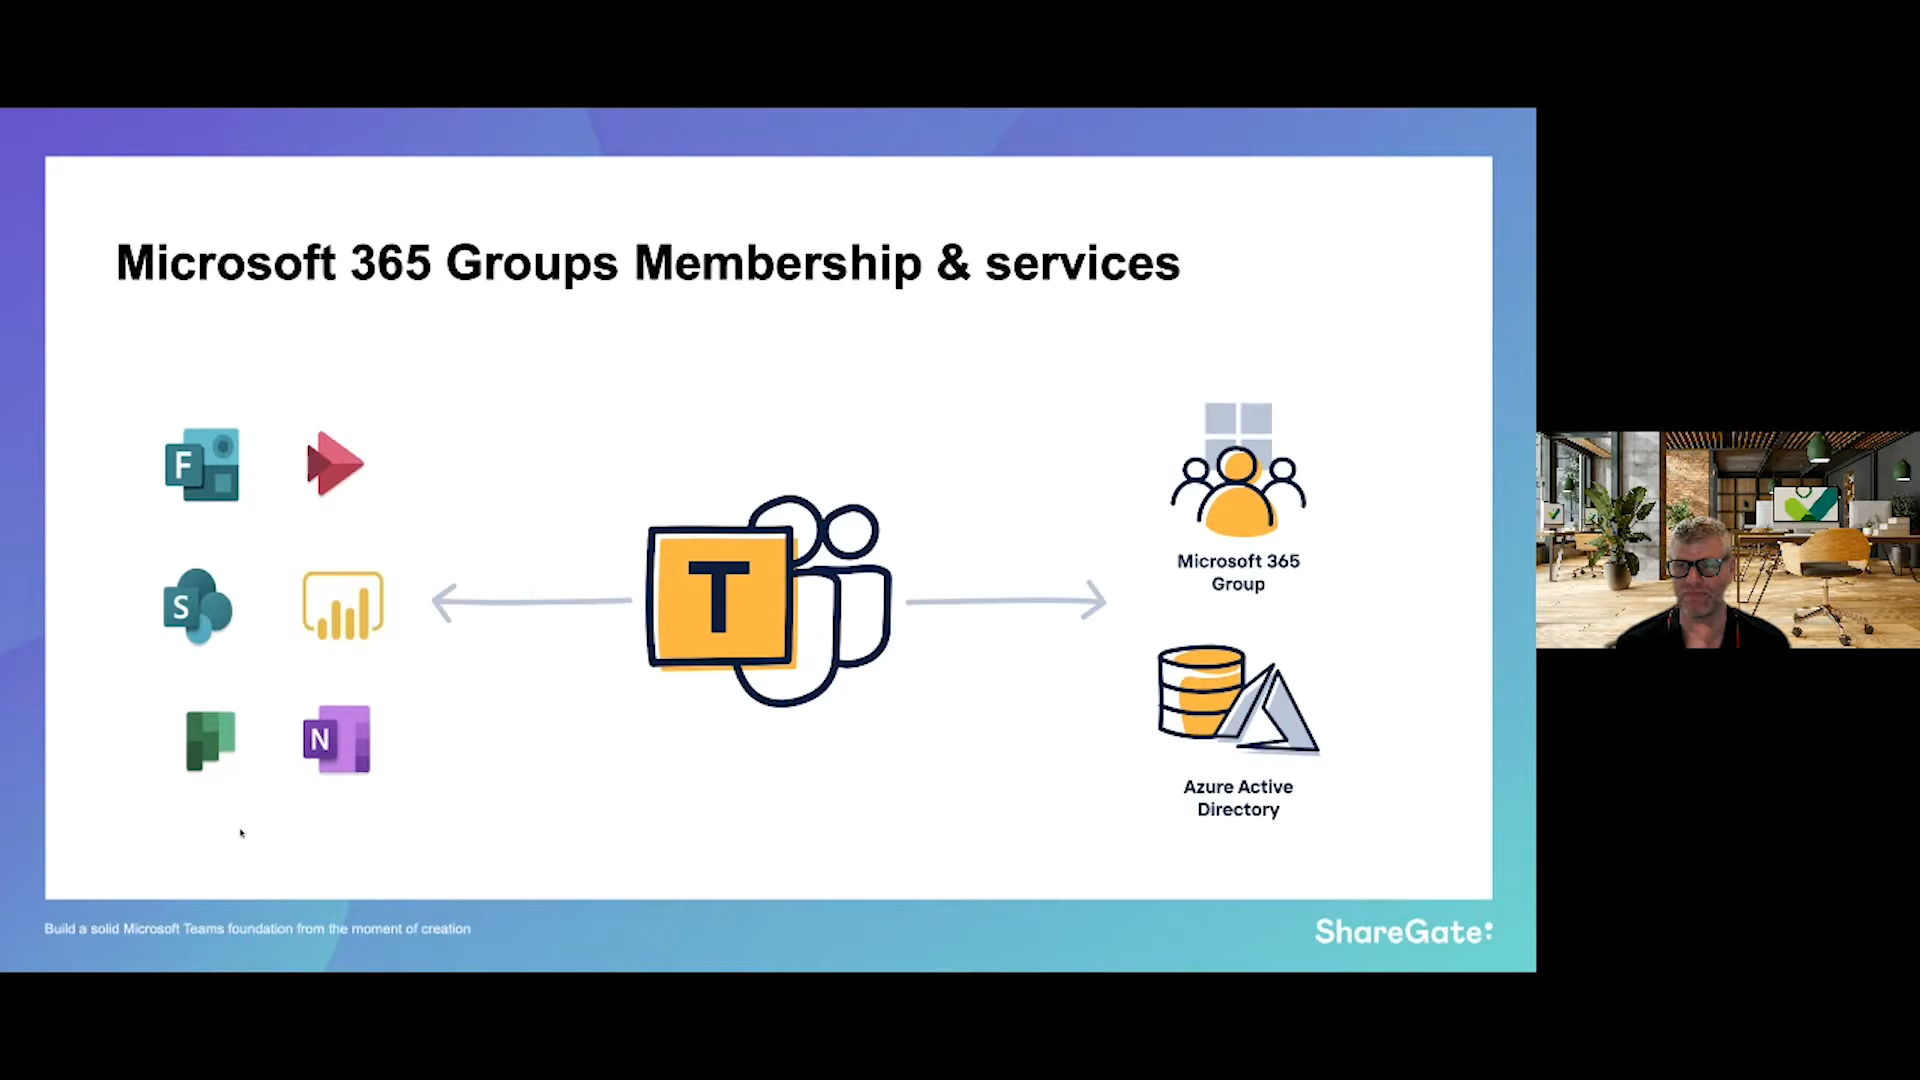 Microsoft 365 Groups Membership & services
F
S
N
T
Microsoft 365
Group
Azure Active
Directory
Build a solid Microsoft Teams foundation from the moment of creation
ShareGate: